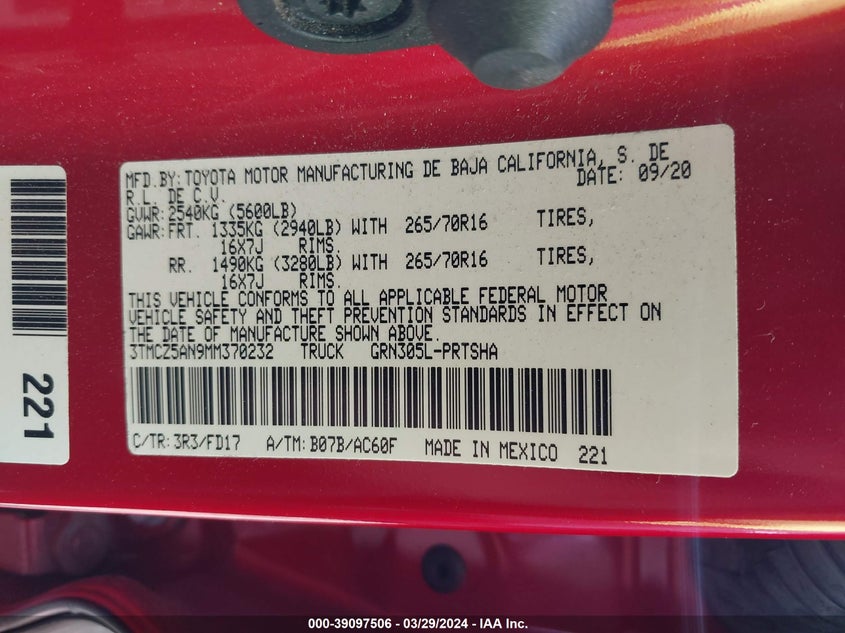 MFD.BY:TOYOTA MOTOR MANUFACTURING DE BAJA CALIFORNIA, S. DE
R.L. DE C.V. DATE: 09/20
GVWR:2540KG (5600LB)
GAWR:FRT. 1335KG (2940LB) WITH 265/70R16 TIRES,
16X7J RIMS.
RR. 1490KG (3280LB) WITH 265/70R16 TIRES,
16X7J RIMS.
THIS VEHICLE CONFORMS TO ALL APPLICABLE FEDERAL MOTOR
VEHICLE SAFETY AND THEFT PREVENTION STANDARDS IN EFFECT ON
THE DATE OF MANUFACTURE SHOWN ABOVE.
3TMCZ5AN9MM370232 TRUCK GRN305L-PRTSHA
C/TR:3R3/FD17 A/TM:B07B/AC60F MADE IN MEXICO 221
221
000-39097506 - 03/29/2024 - IAA Inc.